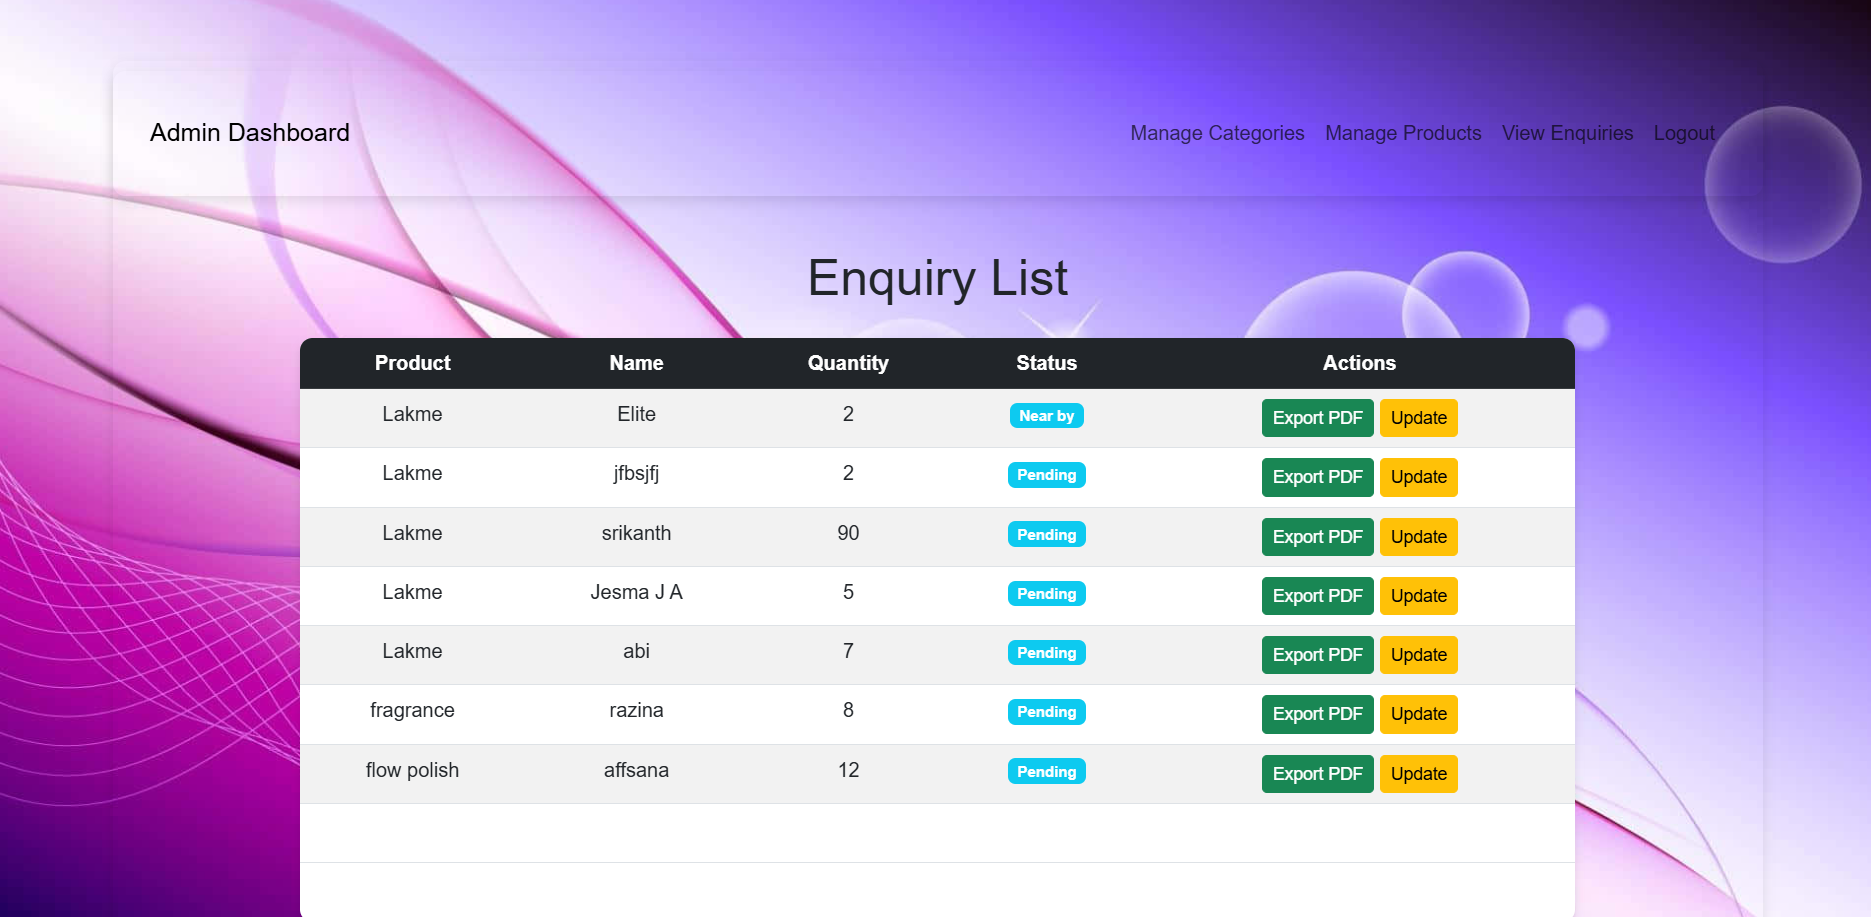 Admin Dashboard Manage Categories Manage Products View Enquiries Logout
Enquiry List
Product Name Quantity Status Actions
Lakme Elite 2 Near by Export PDF Update
Lakme jfbsjfj 2 Pending Export PDF Update
Lakme srikanth 90 Pending Export PDF Update
Lakme Jesma J A 5 Pending Export PDF Update
Lakme abi 7 Pending Export PDF Update
fragrance razina 8 Pending Export PDF Update
flow polish affsana 12 Pending Export PDF Update